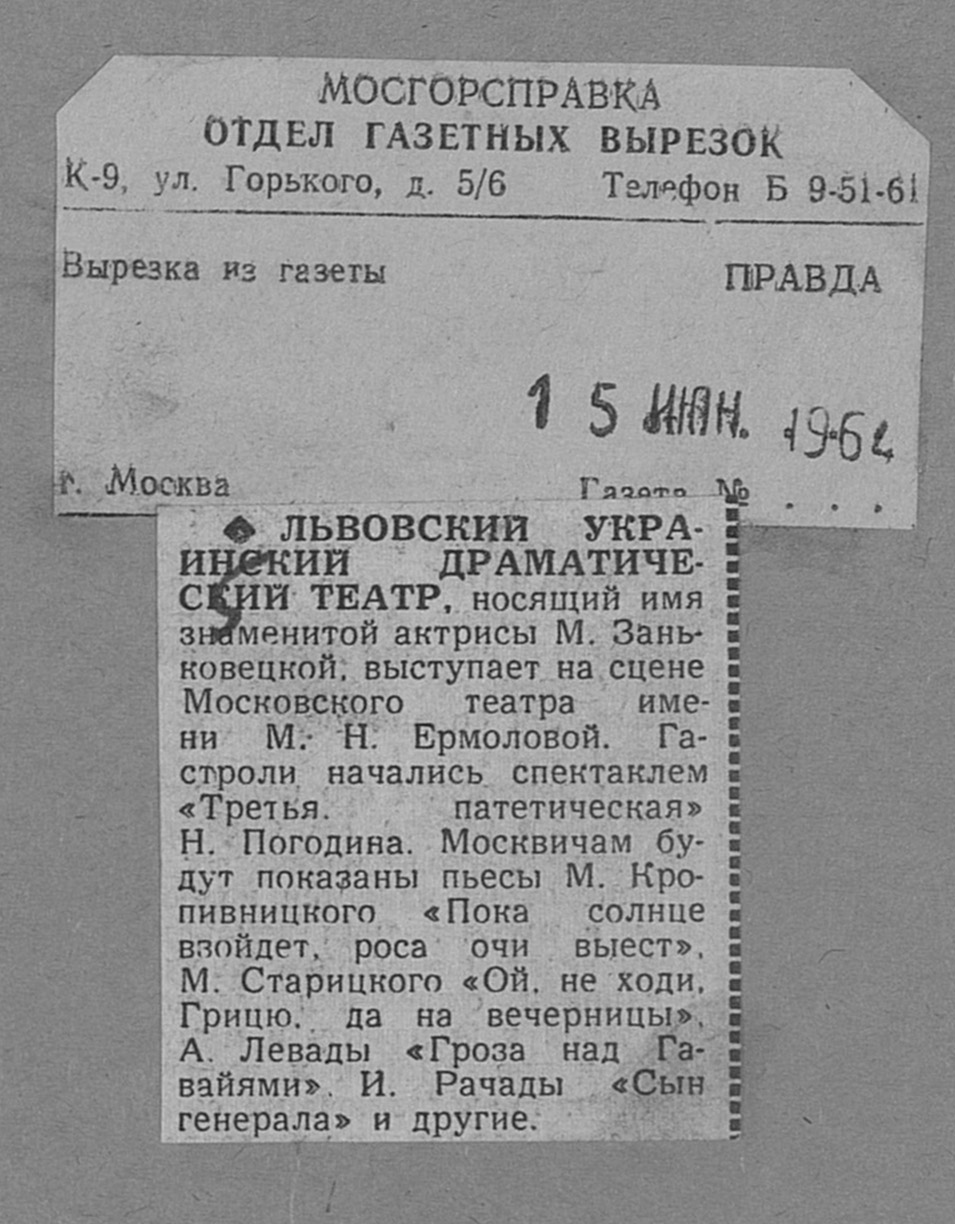 МОСГОРСПРАВКА
ОТДЕЛ ГАЗЕТНЫХ ВЫРЕЗОК
К-9, ул. Горького, д. 5/6 Телефон Б 9-51-61
Вырезка из газеты ПРАВДА
15 ИЮН. 1964
г. Москва Газета №
◆ ЛЬВОВСКИЙ УКРА-
ИНСКИЙ ДРАМАТИЧЕ-
СКИЙ ТЕАТР, носящий имя
знаменитой актрисы М. Зань-
ковецкой, выступает на сцене
Московского театра име-
ни М. Н. Ермоловой. Га-
строли начались спектаклем
«Третья патетическая»
Н. Погодина. Москвичам бу-
дут показаны пьесы М. Кро-
пивницкого «Пока солнце
взойдет, роса очи выест»,
М. Старицкого «Ой, не ходи,
Грицю, да на вечерницы»,
А. Левады «Гроза над Га-
вайями», И. Рачады «Сын
генерала» и другие.